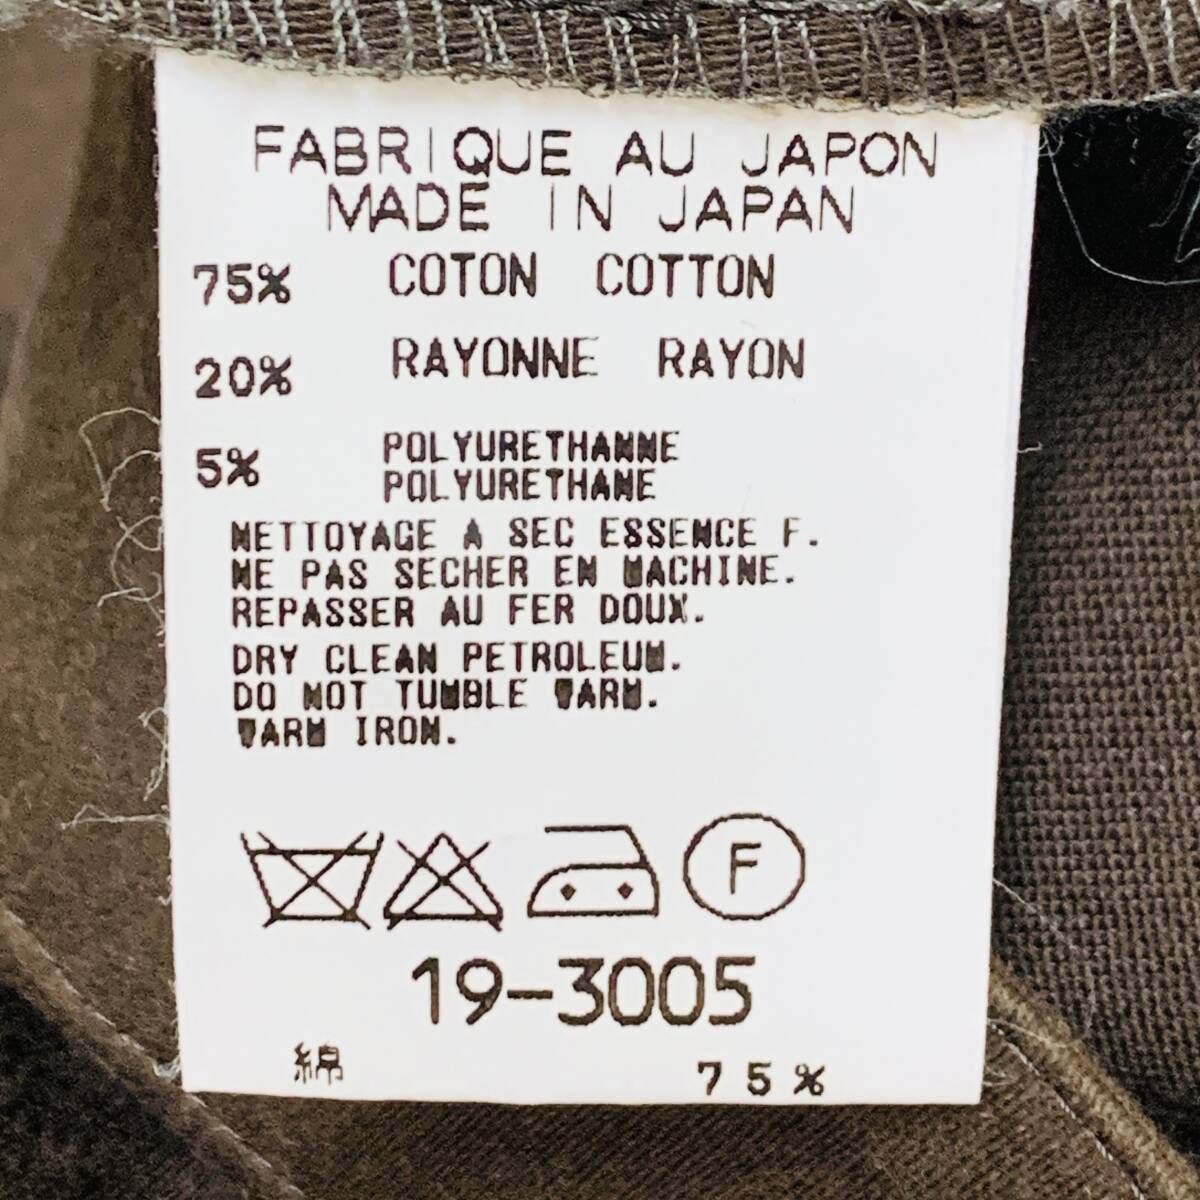 FABRIQUE AU JAPON
MADE IN JAPAN
75% COTON COTTON
20% RAYONNE RAYON
5% POLYURETHANNE
POLYURETHANE
NETTOYAGE A SEC ESSENCE F.
NE PAS SECHER EN MACHINE.
REPASSER AU FER DOUX.
DRY CLEAN PETROLEUM.
DO NOT TUMBLE WARM.
WARM IRON.
F
19-3005
綿 75%